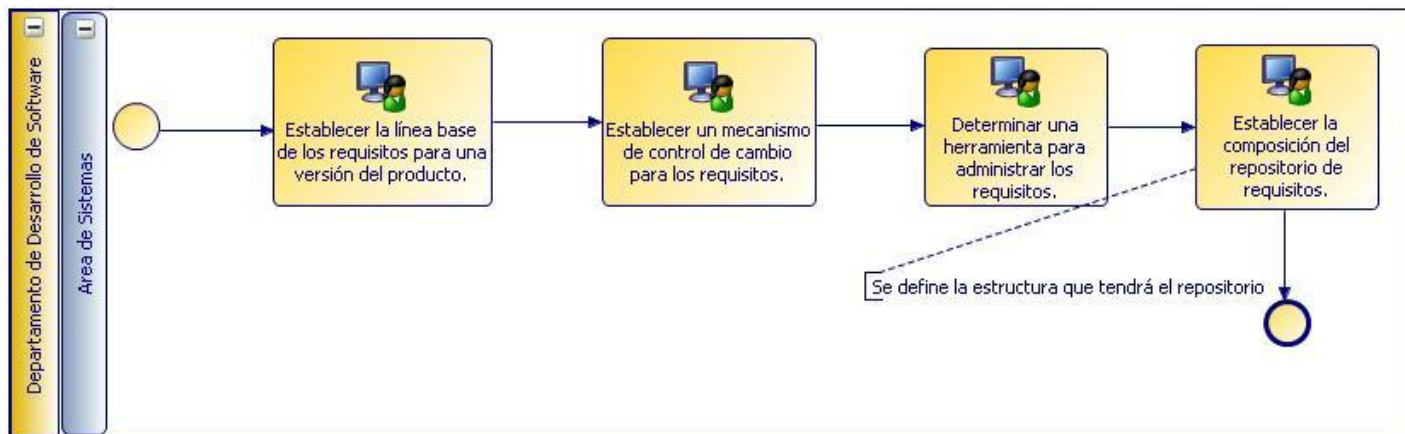 Departamento de Desarrollo de Software
Area de Sistemas
Establecer la línea base
de los requisitos para una
versión del producto.
Establecer un mecanismo
de control de cambio
para los requisitos.
Determinar una
herramienta para
administrar los
requisitos.
Establecer la
composición del
repositorio de
requisitos.
Se define la estructura que tendrá el repositorio